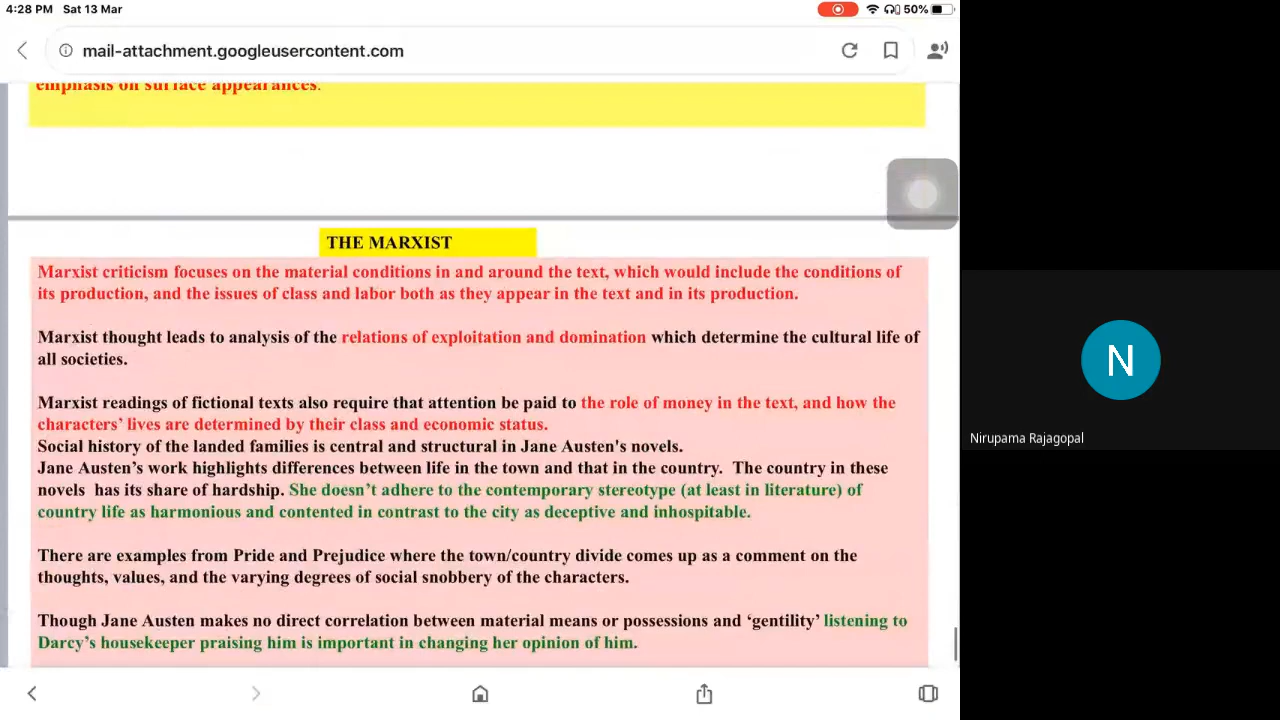 4:28 PM Sat 13 Mar 50%
mail-attachment.googleusercontent.com
emphasis on surface appearances.
THE MARXIST
Marxist criticism focuses on the material conditions in and around the text, which would include the conditions of
its production, and the issues of class and labor both as they appear in the text and in its production.
Marxist thought leads to analysis of the relations of exploitation and domination which determine the cultural life of
all societies.
Marxist readings of fictional texts also require that attention be paid to the role of money in the text, and how the
characters’ lives are determined by their class and economic status.
Social history of the landed families is central and structural in Jane Austen's novels.
Jane Austen’s work highlights differences between life in the town and that in the country. The country in these
novels has its share of hardship. She doesn’t adhere to the contemporary stereotype (at least in literature) of
country life as harmonious and contented in contrast to the city as deceptive and inhospitable.
There are examples from Pride and Prejudice where the town/country divide comes up as a comment on the
thoughts, values, and the varying degrees of social snobbery of the characters.
Though Jane Austen makes no direct correlation between material means or possessions and ‘gentility’ listening to
Darcy’s housekeeper praising him is important in changing her opinion of him.
N
Nirupama Rajagopal